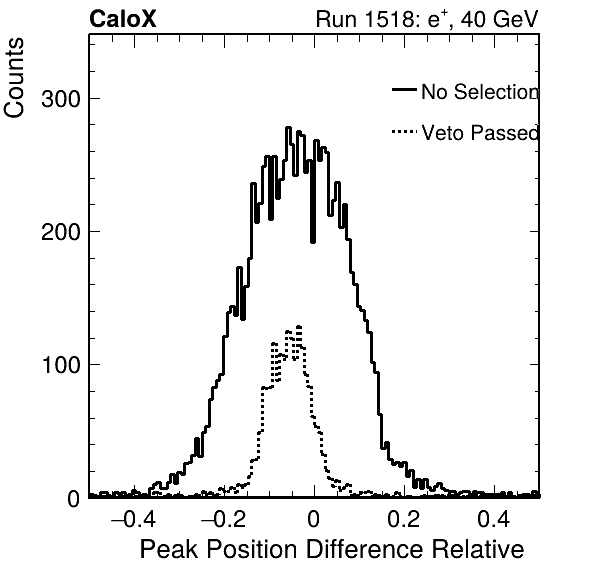 CaloX Run 1518: e⁺, 40 GeV
Counts
300
No Selection
Veto Passed
200
100
0
−0.4 −0.2 0 0.2 0.4
Peak Position Difference Relative